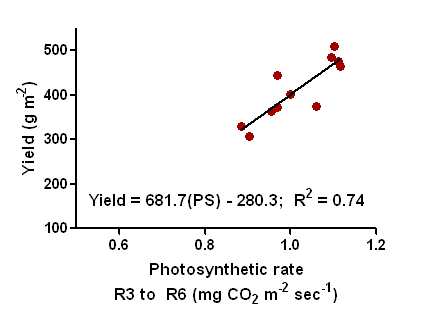 500
400
300
200
100
Yield (g m⁻²)
Yield = 681.7(PS) - 280.3;  R² = 0.74
0.6 0.8 1.0 1.2
Photosynthetic rate
R3 to R6 (mg CO₂ m⁻² sec⁻¹)